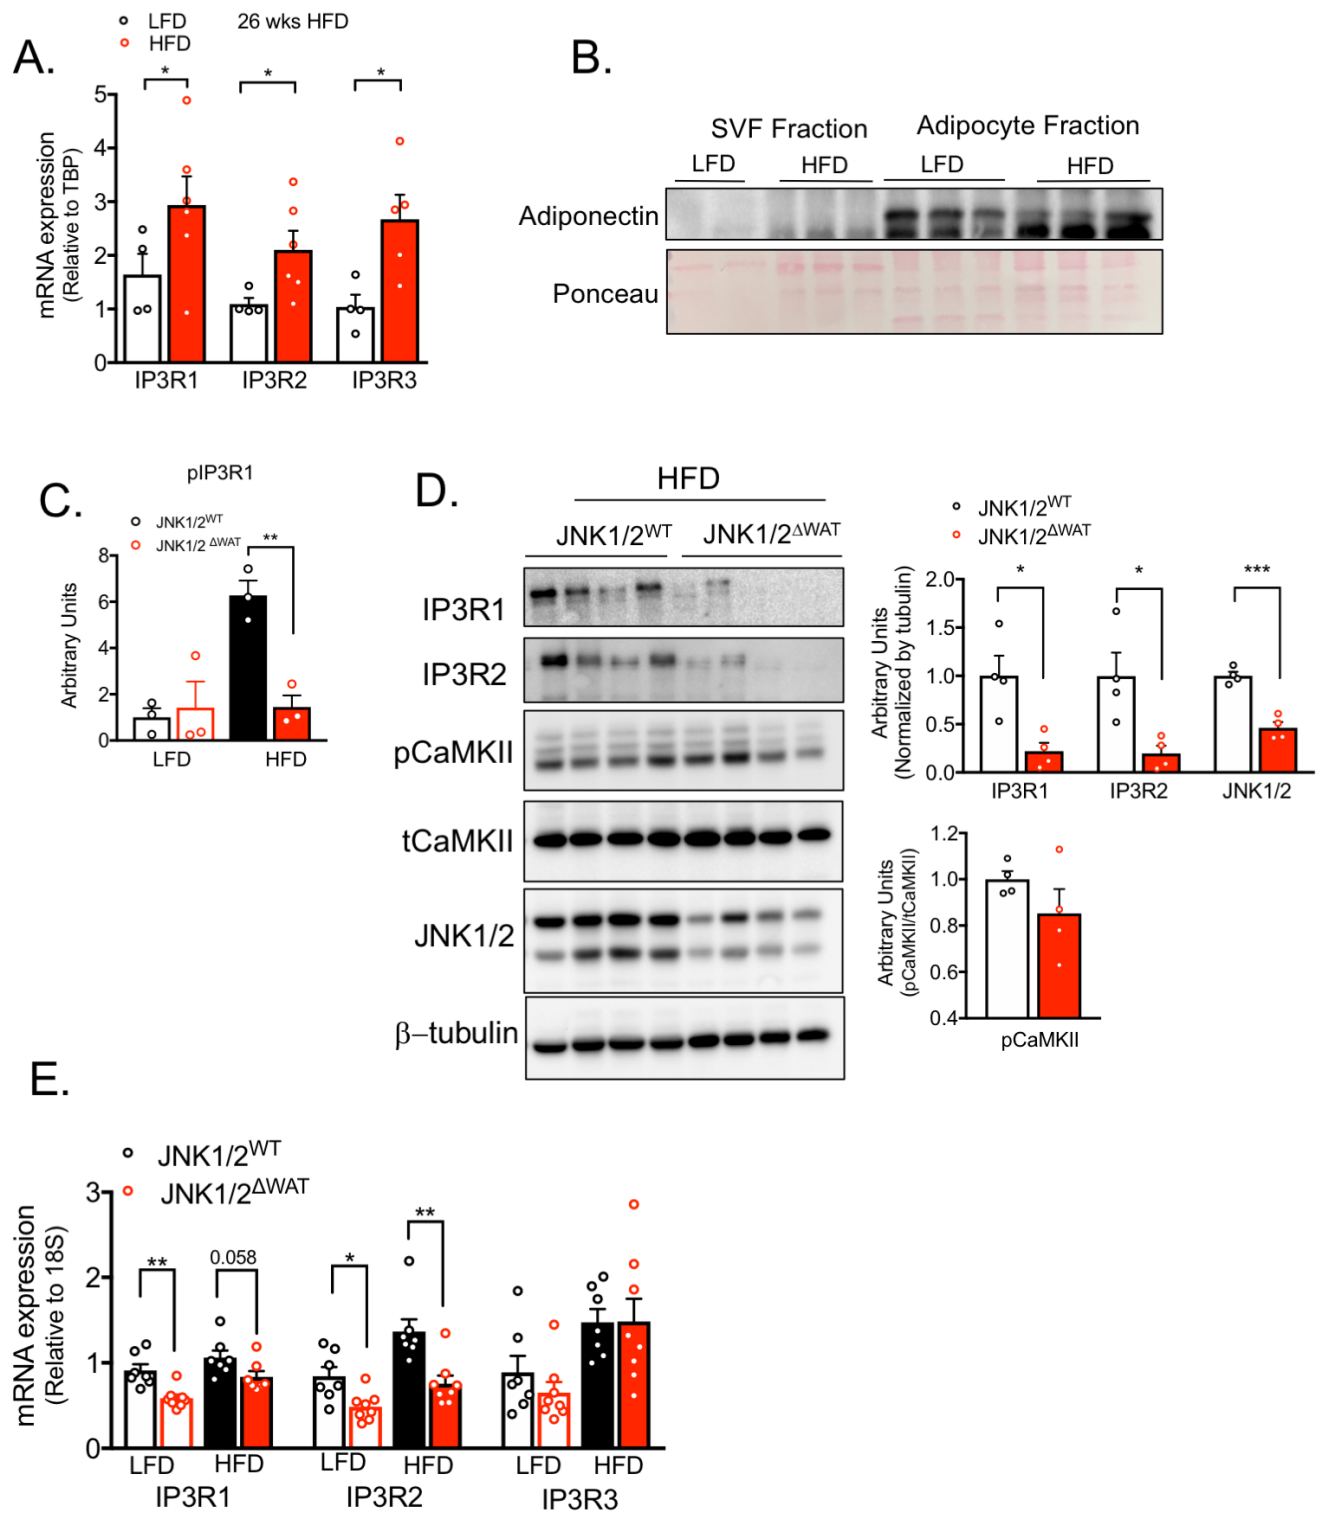 LFD
HFD
26 wks HFD
A.
*
*
*
mRNA expression
(Relative to TBP)
5
4
3
2
1
0
IP3R1
IP3R2
IP3R3
B.
SVF Fraction
Adipocyte Fraction
LFD
HFD
LFD
HFD
Adiponectin
Ponceau
C.
pIP3R1
JNK1/2WT
JNK1/2 ΔWAT
**
Arbitrary Units
8
6
4
2
0
LFD
HFD
D.
HFD
JNK1/2WT
JNK1/2ΔWAT
IP3R1
IP3R2
pCaMKII
tCaMKII
JNK1/2
β–tubulin
JNK1/2WT
JNK1/2ΔWAT
*
*
***
Arbitrary Units
(Normalized by tubulin)
2.0
1.5
1.0
0.5
0.0
IP3R1
IP3R2
JNK1/2
Arbitrary Units
(pCaMKII/tCaMKII)
1.2
1.0
0.8
0.6
0.4
pCaMKII
E.
JNK1/2WT
JNK1/2ΔWAT
mRNA expression
(Relative to 18S)
3
2
1
0
**
0.058
*
**
LFD
HFD
LFD
HFD
LFD
HFD
IP3R1
IP3R2
IP3R3